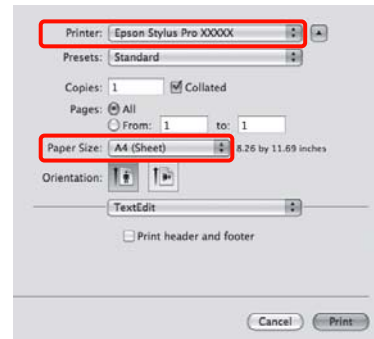 Printer: Epson Stylus Pro XXXXX
Presets: Standard
Copies: 1 Collated
Pages: All
From: 1 to: 1
Paper Size: A4 (Sheet) 8.26 by 11.69 inches
Orientation:
TextEdit
Print header and footer
Cancel Print